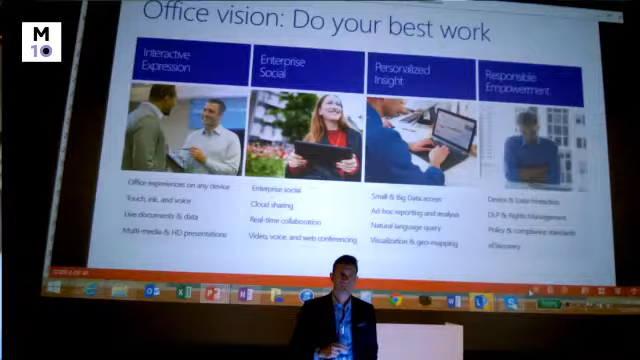 M
10
Office vision: Do your best work
Interactive
Expression
Enterprise
Social
Personalized
Insight
Responsible
Empowerment
Office experiences on any device
Touch, ink, and voice
Live documents & data
Multi-media & HD presentations
Enterprise social
Cloud sharing
Real-time collaboration
Video, voice, and web conferencing
Small & Big Data access
Ad hoc reporting and analysis
Natural language query
Visualization & geo-mapping
Device & Data Protection
DLP & Rights Management
Policy & compliance standards
eDiscovery